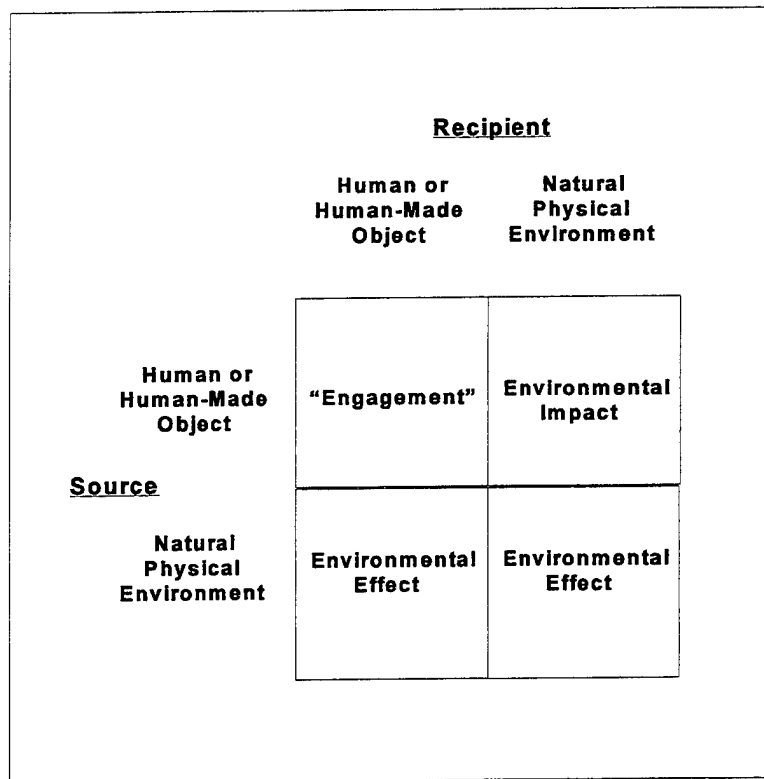 Recipient
Human or
Human-Made
Object
Natural
Physical
Environment
Human or
Human-Made
Object
"Engagement"
Environmental
Impact
Source
Natural
Physical
Environment
Environmental
Effect
Environmental
Effect